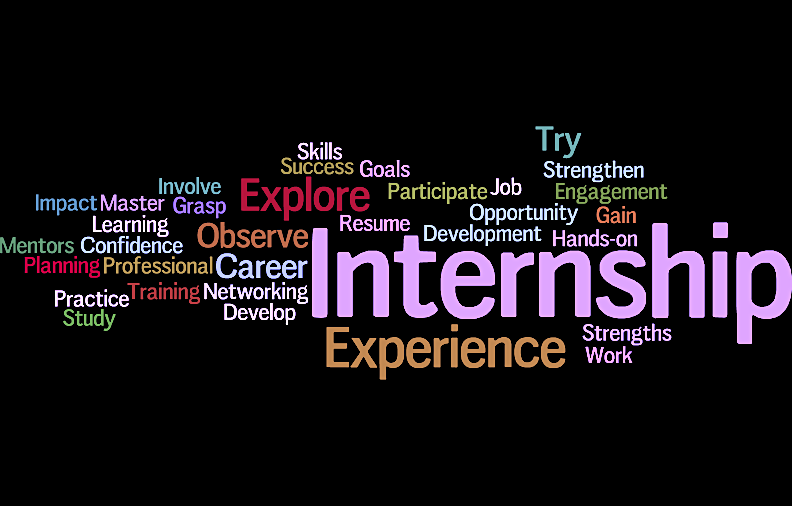 Try
Skills
Success Goals
Strengthen
Involve
Explore
Participate Job
Engagement
Impact Master
Grasp
Opportunity
Gain
Learning
Resume
Development
Hands-on
Mentors Confidence
Observe
Internship
Planning Professional
Career
Practice
Training
Networking
Study
Develop
Experience
Strengths
Work